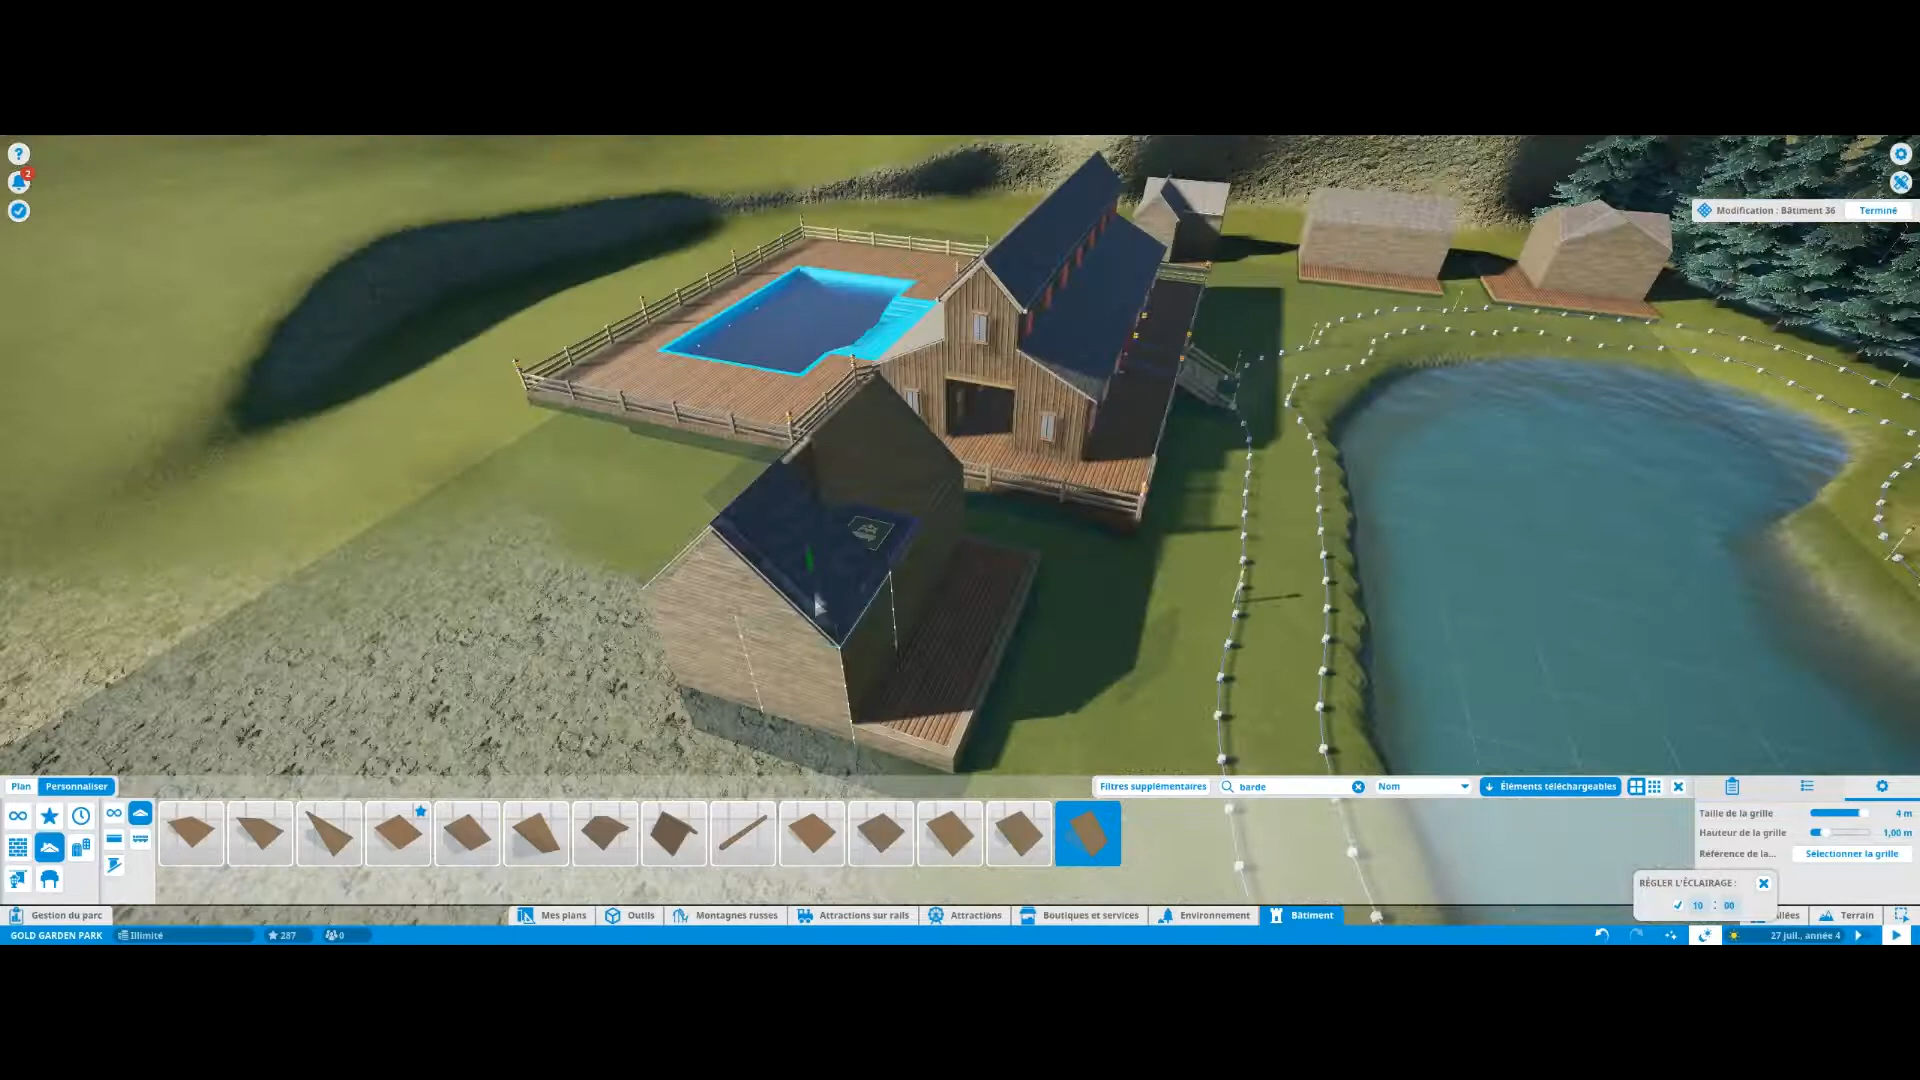 ?
2
Modification : Bâtiment 36
Terminé
Plan
Personnaliser
Filtres supplémentaires
barde
Nom
Éléments téléchargeables
Taille de la grille
4 m
Hauteur de la grille
1,00 m
Référence de la...
Sélectionner la grille
RÉGLER L'ÉCLAIRAGE :
10 : 00
Gestion du parc
Mes plans
Outils
Montagnes russes
Attractions sur rails
Attractions
Boutiques et services
Environnement
Bâtiment
Terrain
GOLD GARDEN PARK
Illimité
287
0
27 juil., année 4